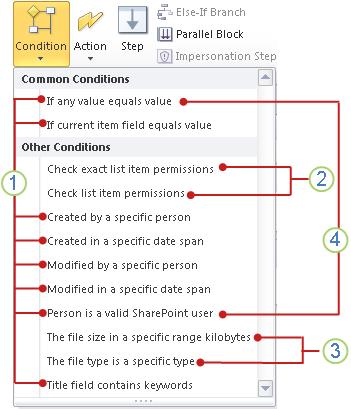 Condition
Action
Step
Else-If Branch
Parallel Block
Impersonation Step
Common Conditions
If any value equals value
If current item field equals value
Other Conditions
Check exact list item permissions
Check list item permissions
Created by a specific person
Created in a specific date span
Modified by a specific person
Modified in a specific date span
Person is a valid SharePoint user
The file size in a specific range kilobytes
The file type is a specific type
Title field contains keywords
1
2
4
3